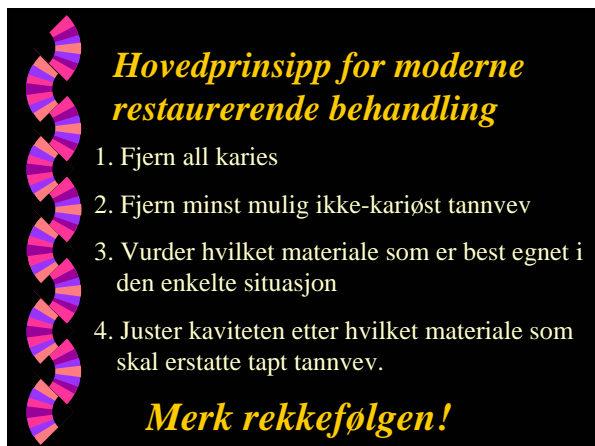 Hovedprinsipp for moderne
restaurerende behandling
1. Fjern all karies
2. Fjern minst mulig ikke-kariøst tannvev
3. Vurder hvilket materiale som er best egnet i
den enkelte situasjon
4. Juster kaviteten etter hvilket materiale som
skal erstatte tapt tannvev.
Merk rekkefølgen!